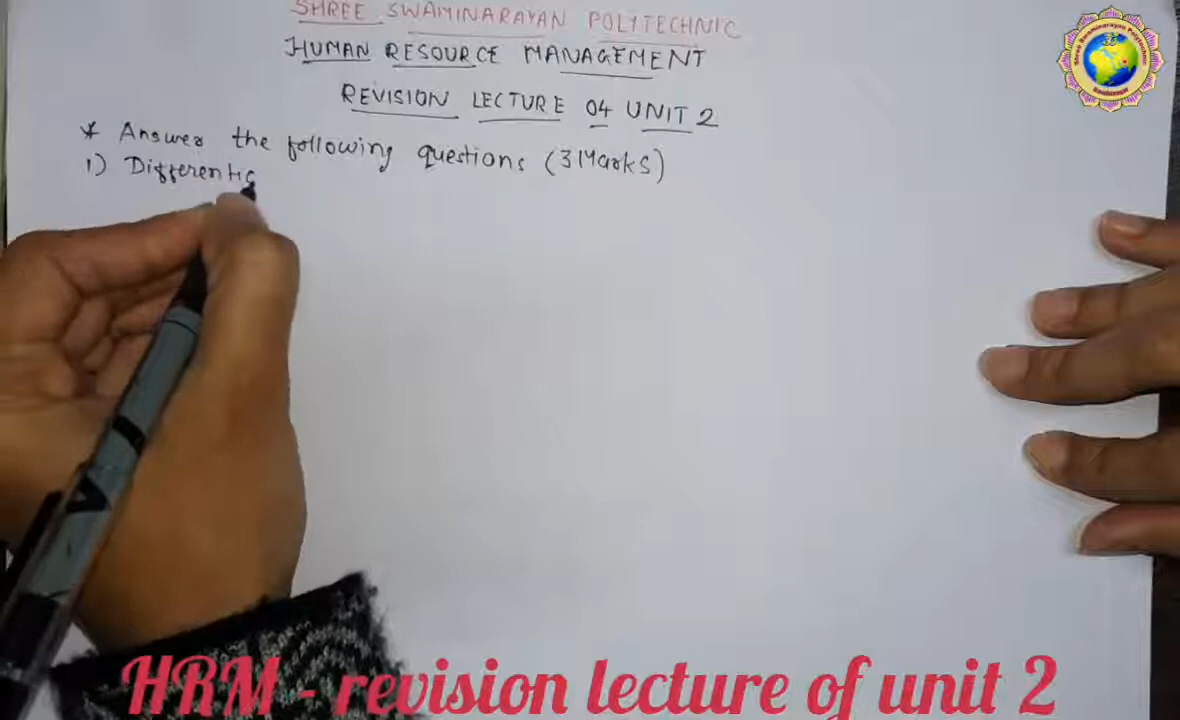 SHREE SWAMINARAYAN POLYTECHNIC
HUMAN RESOURCE MANAGEMENT
REVISION LECTURE 04 UNIT 2
* Answer the following questions (3 Marks)
1) Differentia
HRM - revision lecture of unit 2